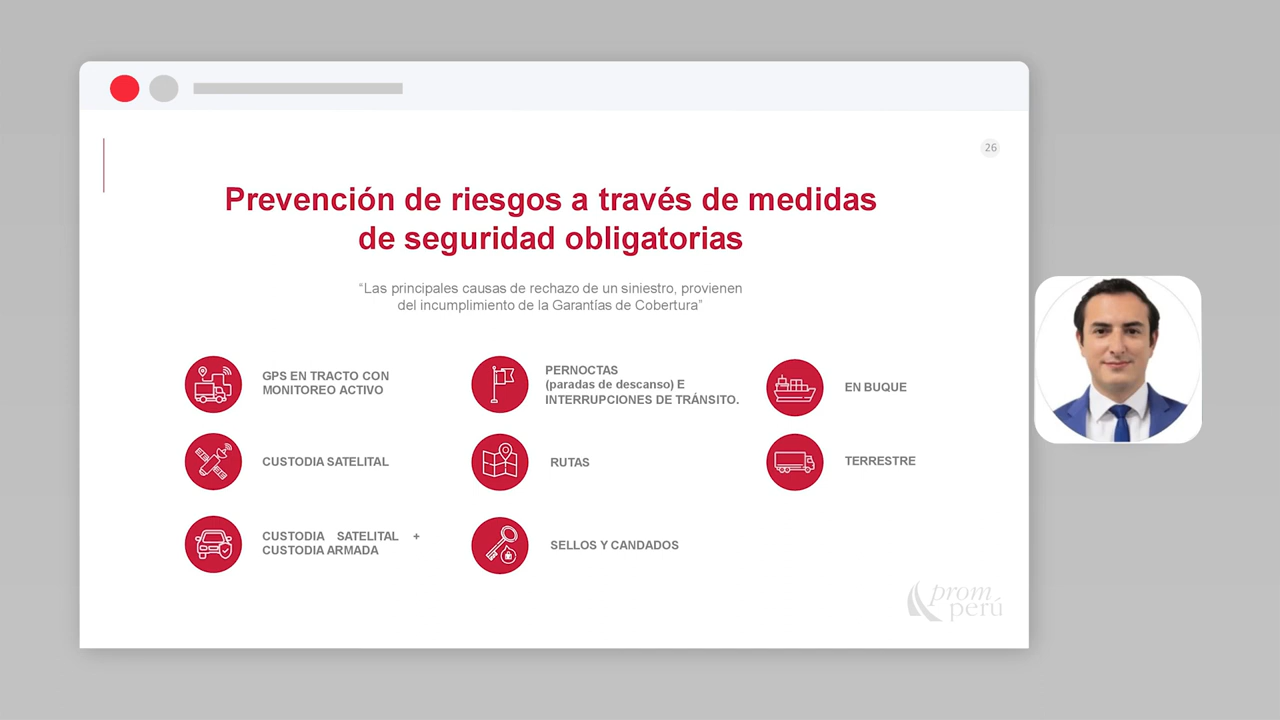 26
Prevención de riesgos a través de medidas
de seguridad obligatorias
“Las principales causas de rechazo de un siniestro, provienen
del incumplimiento de la Garantías de Cobertura”
GPS EN TRACTO CON
MONITOREO ACTIVO
CUSTODIA SATELITAL
CUSTODIA SATELITAL +
CUSTODIA ARMADA
PERNOCTAS
(paradas de descanso) E
INTERRUPCIONES DE TRÁNSITO.
RUTAS
SELLOS Y CANDADOS
EN BUQUE
TERRESTRE
prom
perú